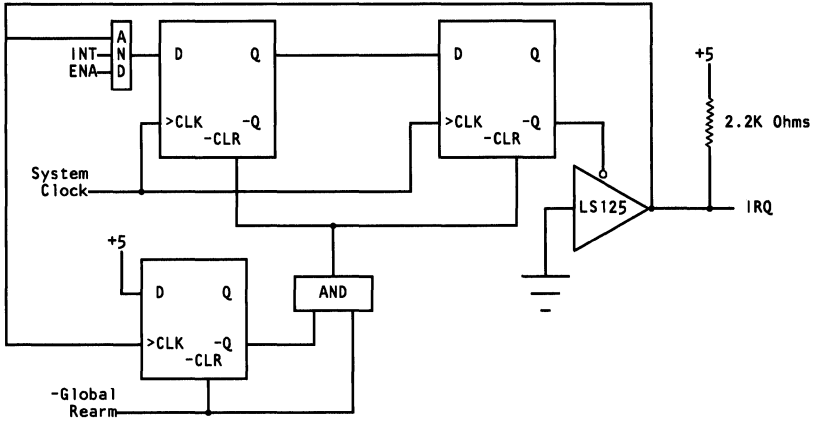 A
INT N
ENA D
D Q
>CLK -Q
-CLR
D Q
>CLK -Q
-CLR
+5
2.2K Ohms
System
Clock
LS125
IRQ
+5
D Q
>CLK -Q
-CLR
AND
-Global
Rearm